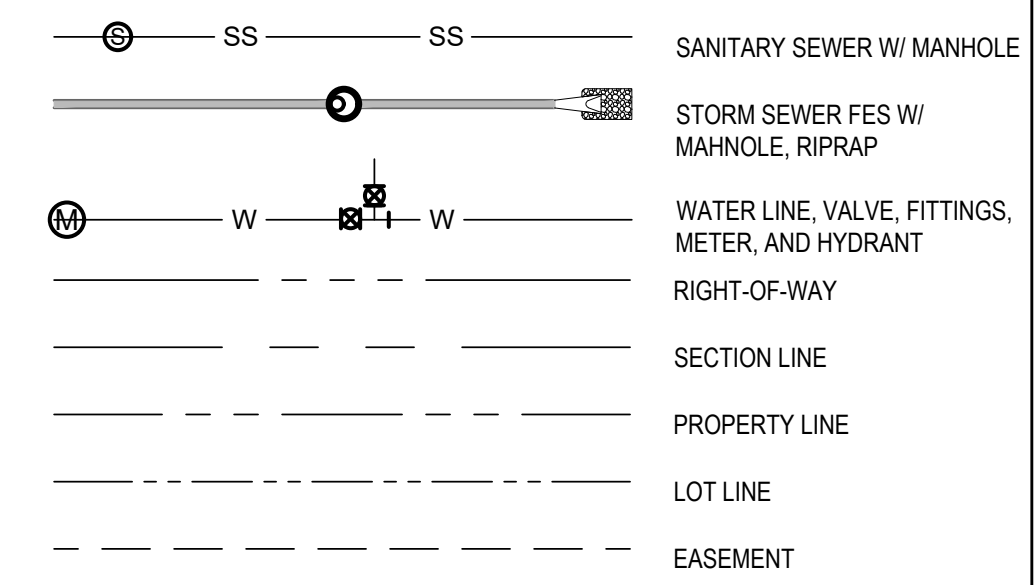 S SS SS SANITARY SEWER W/ MANHOLE
STORM SEWER FES W/
MAHNOLE, RIPRAP
M W W WATER LINE, VALVE, FITTINGS,
METER, AND HYDRANT
RIGHT-OF-WAY
SECTION LINE
PROPERTY LINE
LOT LINE
EASEMENT